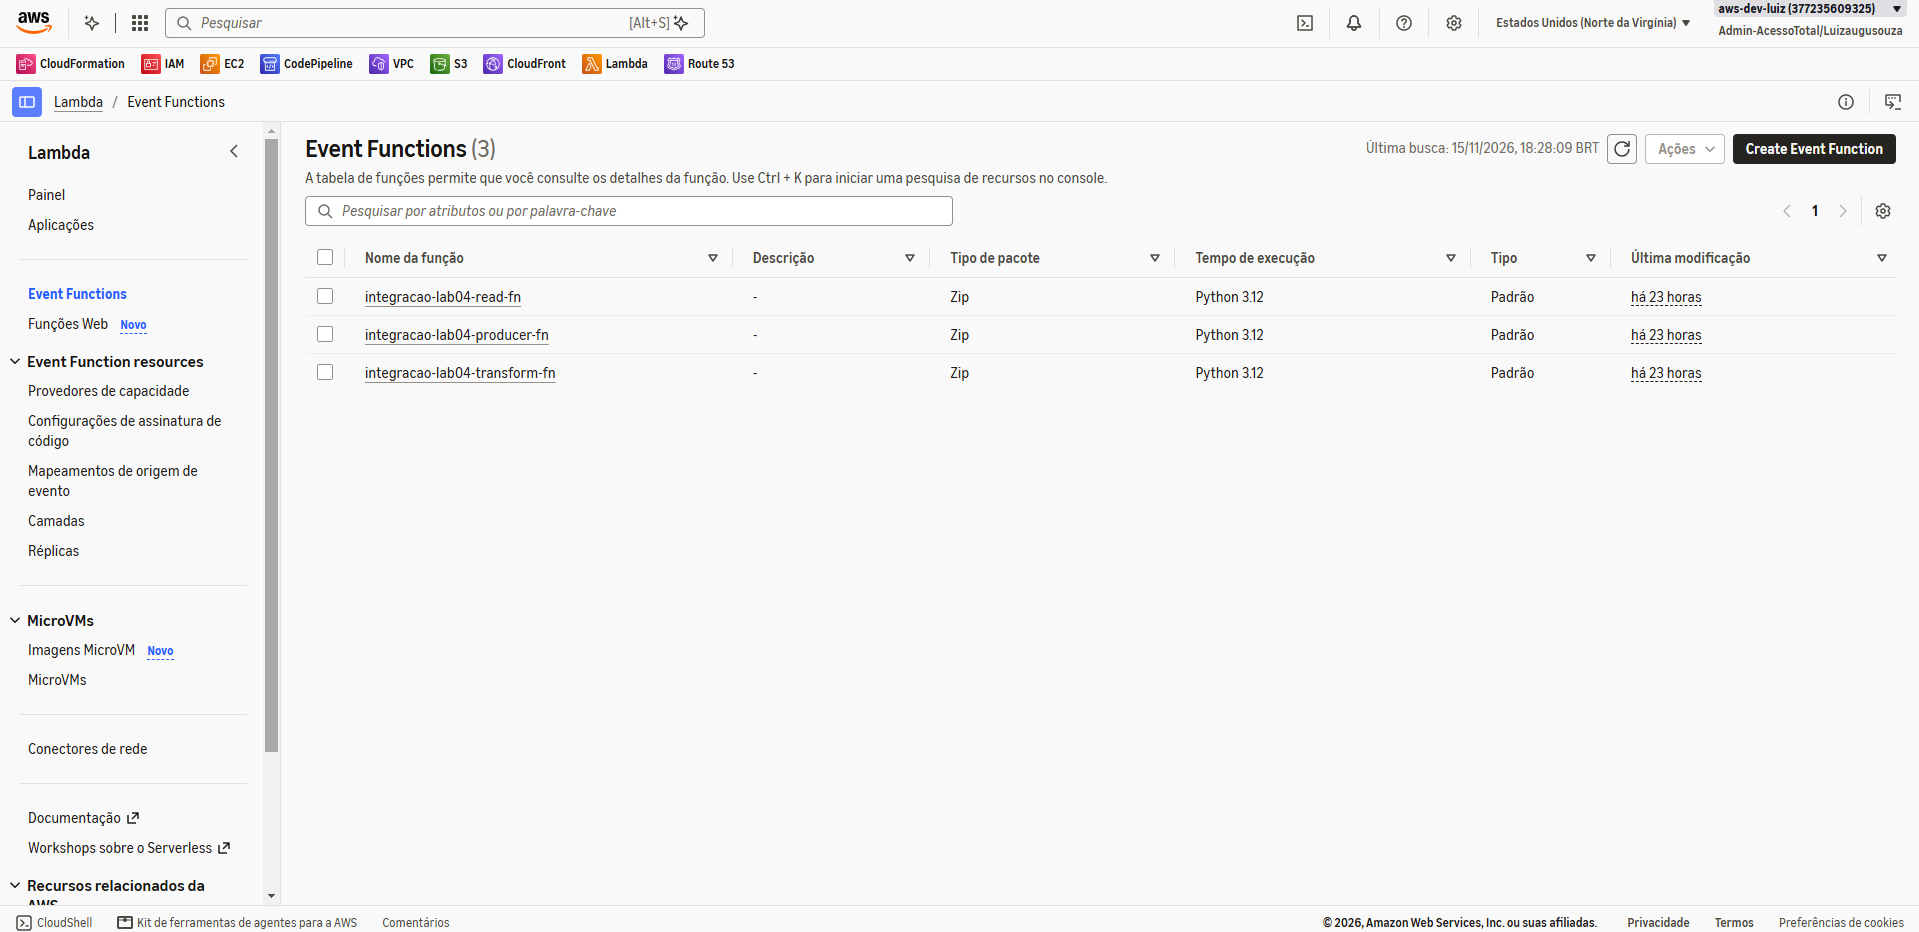 aws
Pesquisar
[Alt+S]
Estados Unidos (Norte da Virgínia)
aws-dev-luiz (377235609325)
Admin-AcessoTotal/Luizaugusouza
CloudFormation
IAM
EC2
CodePipeline
VPC
S3
CloudFront
Lambda
Route 53
Lambda / Event Functions
Lambda
Painel
Aplicações
Event Functions
Funções Web Novo
Event Function resources
Provedores de capacidade
Configurações de assinatura de
código
Mapeamentos de origem de
evento
Camadas
Réplicas
MicroVMs
Imagens MicroVM Novo
MicroVMs
Conectores de rede
Documentação
Workshops sobre o Serverless
Recursos relacionados da
AWS
Event Functions (3)
Última busca: 15/11/2026, 18:28:09 BRT
Ações
Create Event Function
A tabela de funções permite que você consulte os detalhes da função. Use Ctrl + K para iniciar uma pesquisa de recursos no console.
Pesquisar por atributos ou por palavra-chave
1
Nome da função Descrição Tipo de pacote Tempo de execução Tipo Última modificação
integracao-lab04-read-fn - Zip Python 3.12 Padrão há 23 horas
integracao-lab04-producer-fn - Zip Python 3.12 Padrão há 23 horas
integracao-lab04-transform-fn - Zip Python 3.12 Padrão há 23 horas
CloudShell
Kit de ferramentas de agentes para a AWS
Comentários
© 2026, Amazon Web Services, Inc. ou suas afiliadas.
Privacidade
Termos
Preferências de cookies